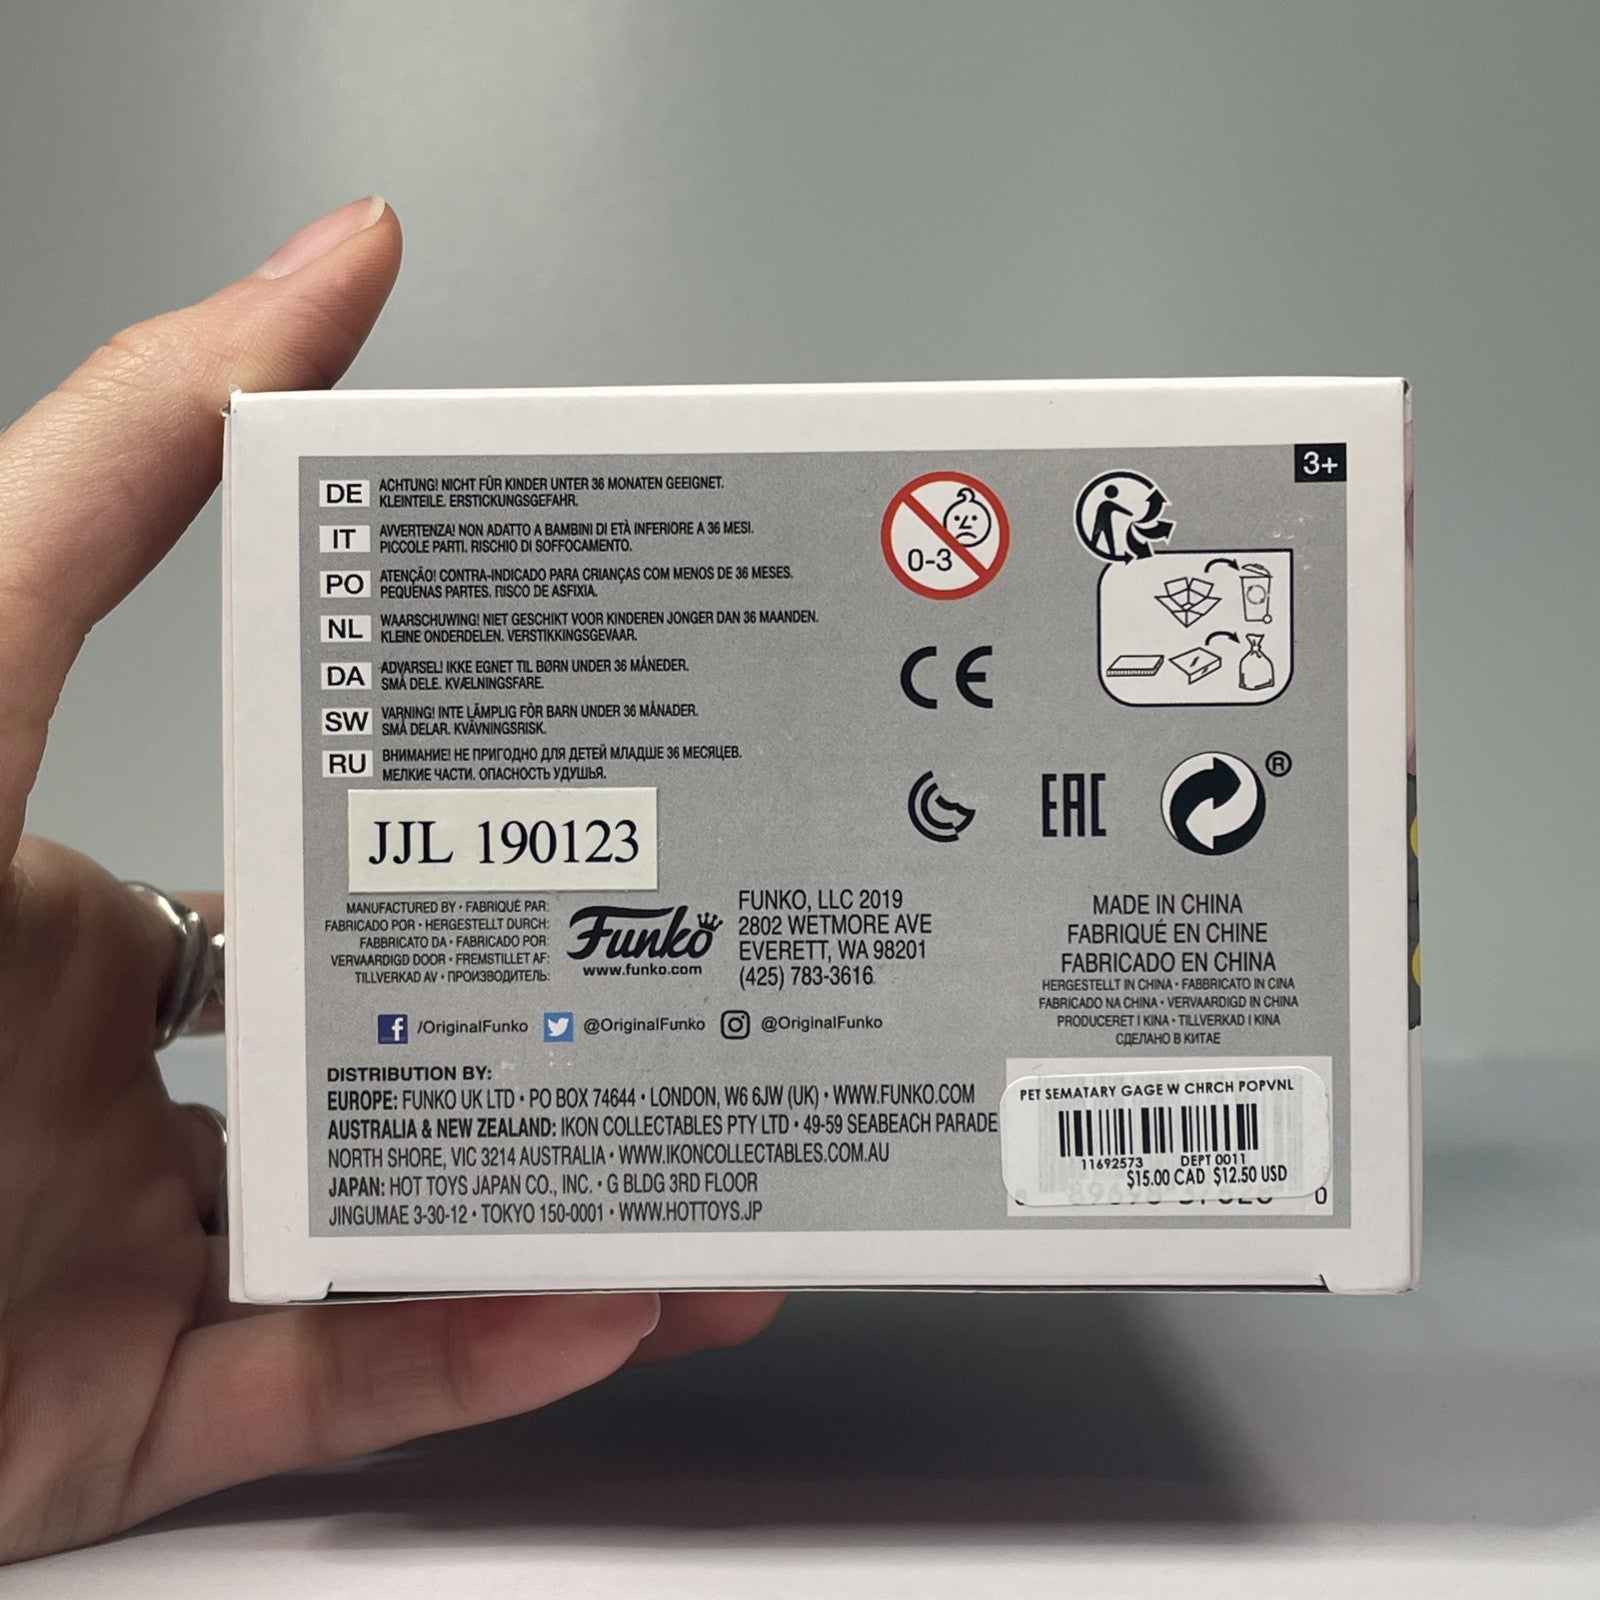 3+
DE ACHTUNG! NICHT FÜR KINDER UNTER 36 MONATEN GEEIGNET.
KLEINTEILE. ERSTICKUNGSGEFAHR.
IT AVVERTENZA! NON ADATTO A BAMBINI DI ETÀ INFERIORE A 36 MESI.
PICCOLE PARTI. RISCHIO DI SOFFOCAMENTO.
PO ATENÇÃO! CONTRA-INDICADO PARA CRIANÇAS COM MENOS DE 36 MESES.
PEQUENAS PARTES. RISCO DE ASFIXIA.
NL WAARSCHUWING! NIET GESCHIKT VOOR KINDEREN JONGER DAN 36 MAANDEN.
KLEINE ONDERDELEN. VERSTIKKINGSGEVAAR.
DA ADVARSEL! IKKE EGNET TIL BØRN UNDER 36 MÅNEDER.
SMÅ DELE. KVÆLNINGSFARE.
SW VARNING! INTE LÄMPLIG FÖR BARN UNDER 36 MÅNADER.
SMÅ DELAR. KVÄVNINGSRISK.
RU ВНИМАНИЕ! НЕ ПРИГОДНО ДЛЯ ДЕТЕЙ МЛАДШЕ 36 МЕСЯЦЕВ.
МЕЛКИЕ ЧАСТИ. ОПАСНОСТЬ УДУШЬЯ.
0-3
CE
EAC
®
JJL 190123
MANUFACTURED BY • FABRIQUÉ PAR:
FABRICADO POR • HERGESTELLT DURCH:
FABBRICATO DA • FABRICADO POR:
VERVAARDIGD DOOR • FREMSTILLET AF:
TILLVERKAD AV • ПРОИЗВОДИТЕЛЬ:
Funko
www.funko.com
FUNKO, LLC 2019
2802 WETMORE AVE
EVERETT, WA 98201
(425) 783-3616
MADE IN CHINA
FABRIQUÉ EN CHINE
FABRICADO EN CHINA
HERGESTELLT IN CHINA • FABBRICATO IN CINA
FABRICADO NA CHINA • VERVAARDIGD IN CHINA
PRODUCERET I KINA • TILLVERKAD I KINA
СДЕЛАНО В КИТАЕ
f /OriginalFunko @OriginalFunko @OriginalFunko
DISTRIBUTION BY:
EUROPE: FUNKO UK LTD • PO BOX 74644 • LONDON, W6 6JW (UK) • WWW.FUNKO.COM
AUSTRALIA & NEW ZEALAND: IKON COLLECTABLES PTY LTD • 49-59 SEABEACH PARADE
NORTH SHORE, VIC 3214 AUSTRALIA • WWW.IKONCOLLECTABLES.COM.AU
JAPAN: HOT TOYS JAPAN CO., INC. • G BLDG 3RD FLOOR
JINGUMAE 3-30-12 • TOKYO 150-0001 • WWW.HOTTOYS.JP
PET SEMATARY GAGE W CHRCH POPVNL
11692573 DEPT 0011
$15.00 CAD $12.50 USD
0